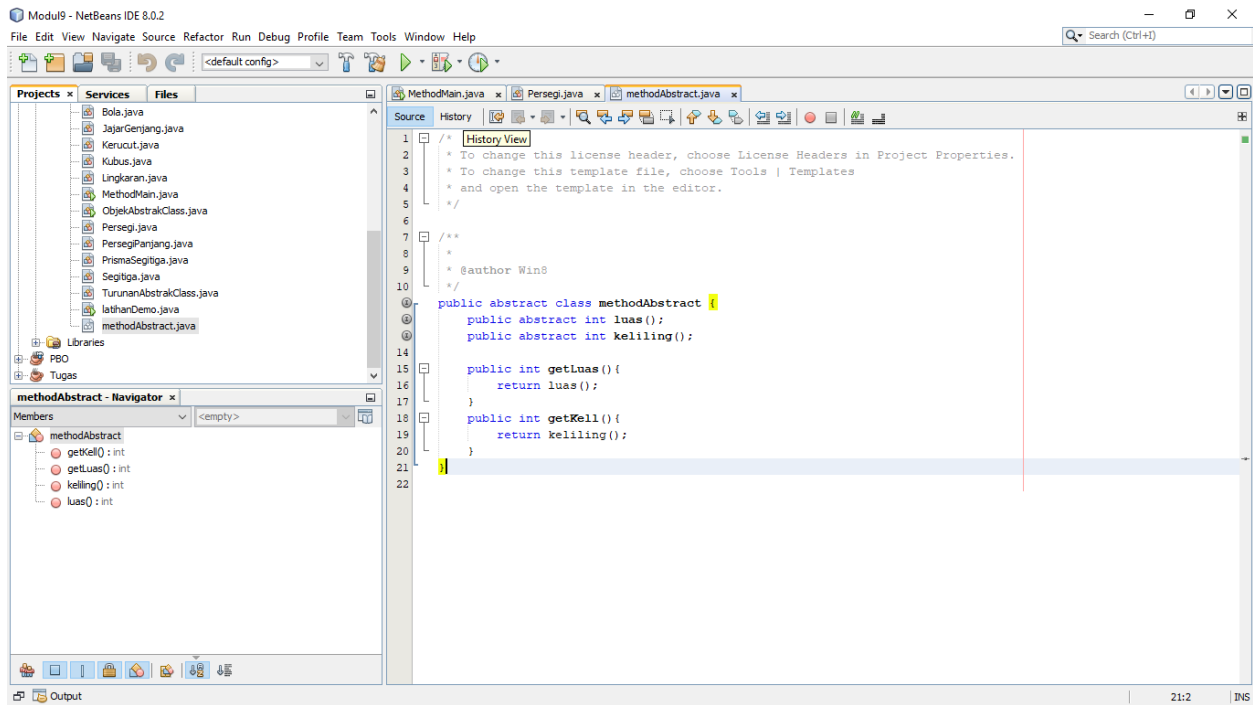 Modul9 - NetBeans IDE 8.0.2
File Edit View Navigate Source Refactor Run Debug Profile Team Tools Window Help
Search (Ctrl+I)
<default config>
Projects × Services Files
Bola.java
JajarGenjang.java
Kerucut.java
Kubus.java
Lingkaran.java
MethodMain.java
ObjekAbstrakClass.java
Persegi.java
PersegiPanjang.java
PrismaSegitiga.java
Segitiga.java
TurunanAbstrakClass.java
latihanDemo.java
methodAbstract.java
Libraries
PBO
Tugas
methodAbstract - Navigator ×
Members <empty>
methodAbstract
getKell() : int
getLuas() : int
keliling() : int
luas() : int
MethodMain.java × Persegi.java × methodAbstract.java ×
Source History
History View
1 /*
2 * To change this license header, choose License Headers in Project Properties.
3 * To change this template file, choose Tools | Templates
4 * and open the template in the editor.
5 */
6
7 /**
8 *
9 * @author Win8
10 */
public abstract class methodAbstract {
public abstract int luas();
public abstract int keliling();
14
15 public int getLuas(){
16 return luas();
17 }
18 public int getKell(){
19 return keliling();
20 }
21 }
22
Output
21:2 INS